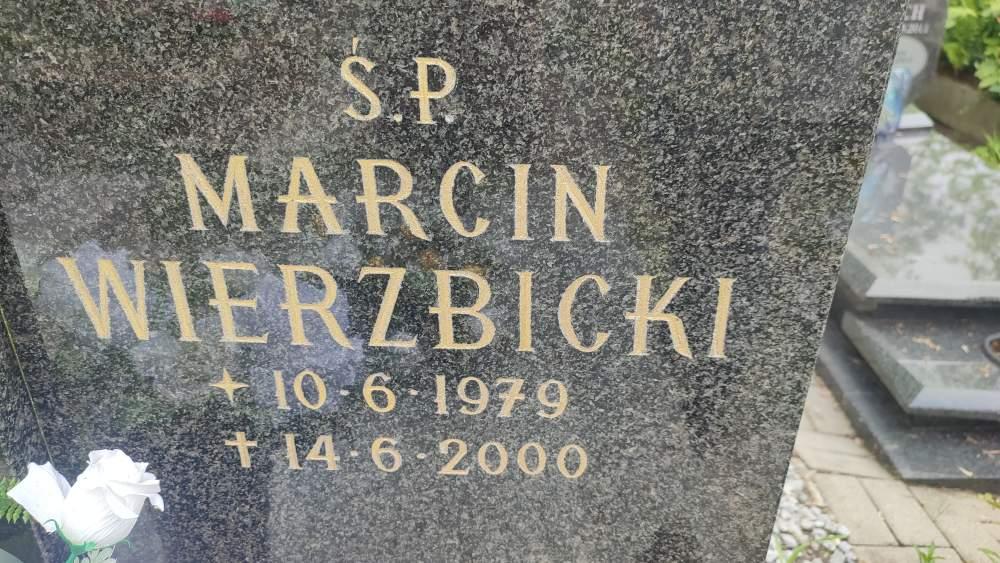 Ś.P.
MARCIN
WIERZBICKI
10·6·1979
† 14·6·2000